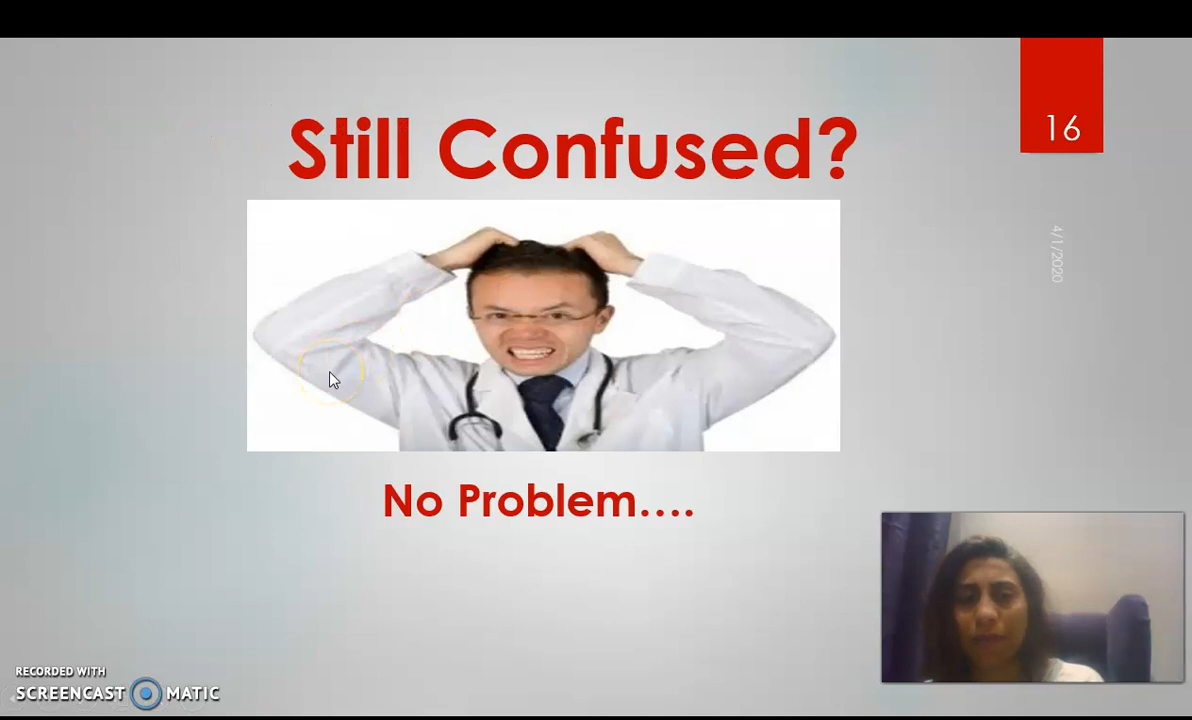 16
Still Confused?
4/1/2020
No Problem....
RECORDED WITH
SCREENCAST MATIC